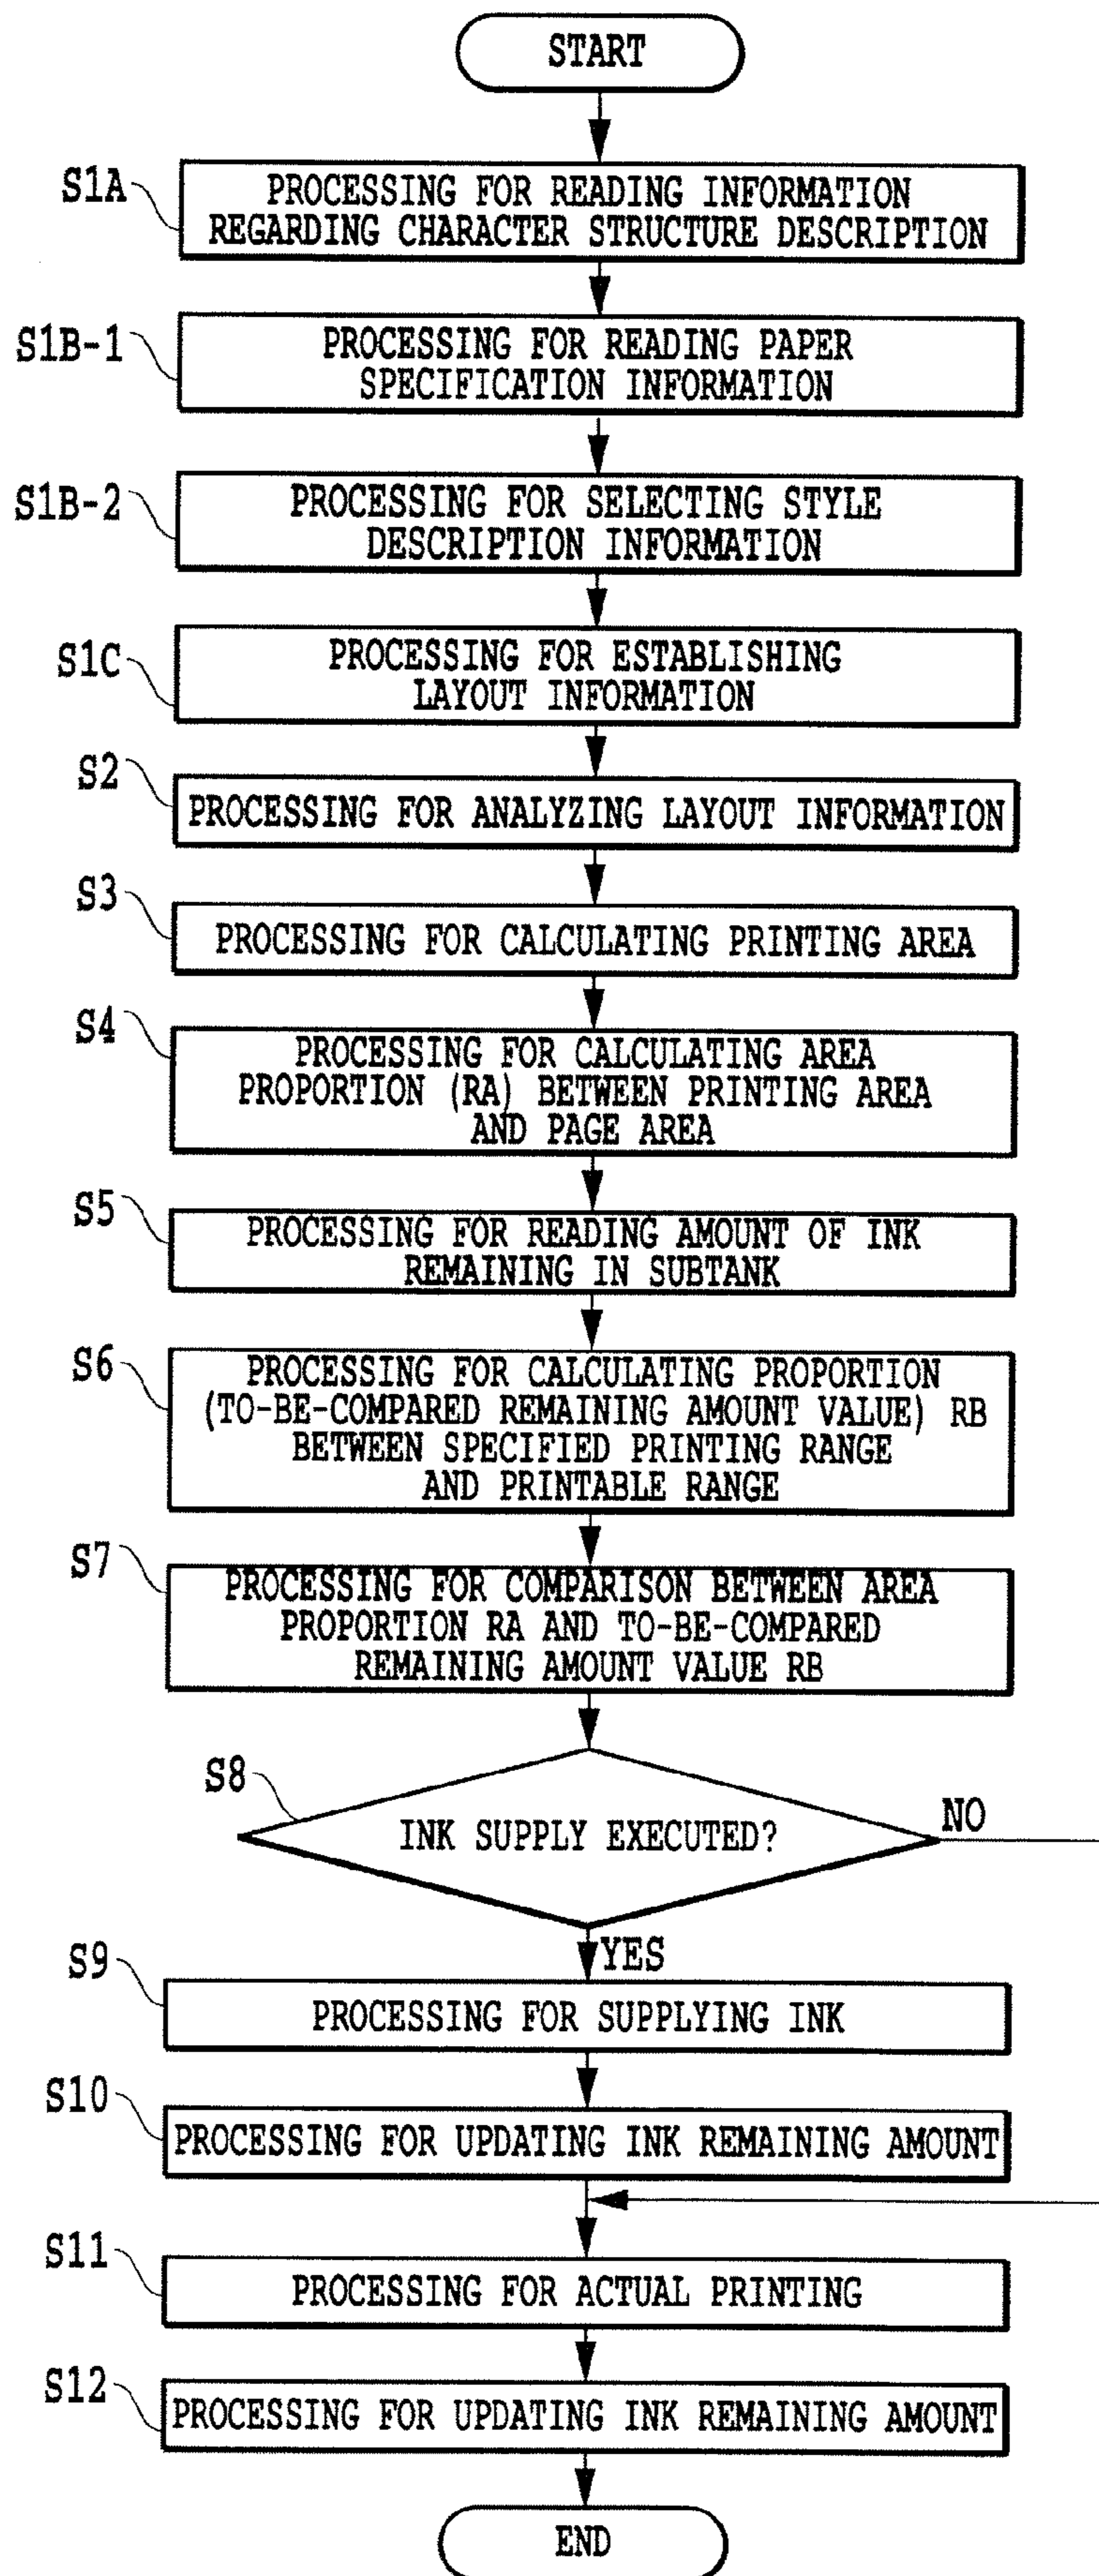 START
S1A
PROCESSING FOR READING INFORMATION
REGARDING CHARACTER STRUCTURE DESCRIPTION
S1B-1
PROCESSING FOR READING PAPER
SPECIFICATION INFORMATION
S1B-2
PROCESSING FOR SELECTING STYLE
DESCRIPTION INFORMATION
S1C
PROCESSING FOR ESTABLISHING
LAYOUT INFORMATION
S2
PROCESSING FOR ANALYZING LAYOUT INFORMATION
S3
PROCESSING FOR CALCULATING PRINTING AREA
S4
PROCESSING FOR CALCULATING AREA
PROPORTION (RA) BETWEEN PRINTING AREA
AND PAGE AREA
S5
PROCESSING FOR READING AMOUNT OF INK
REMAINING IN SUBTANK
S6
PROCESSING FOR CALCULATING PROPORTION
(TO-BE-COMPARED REMAINING AMOUNT VALUE) RB
BETWEEN SPECIFIED PRINTING RANGE
AND PRINTABLE RANGE
S7
PROCESSING FOR COMPARISON BETWEEN AREA
PROPORTION RA AND TO-BE-COMPARED
REMAINING AMOUNT VALUE RB
S8
INK SUPPLY EXECUTED?
NO
YES
S9
PROCESSING FOR SUPPLYING INK
S10
PROCESSING FOR UPDATING INK REMAINING AMOUNT
S11
PROCESSING FOR ACTUAL PRINTING
S12
PROCESSING FOR UPDATING INK REMAINING AMOUNT
END